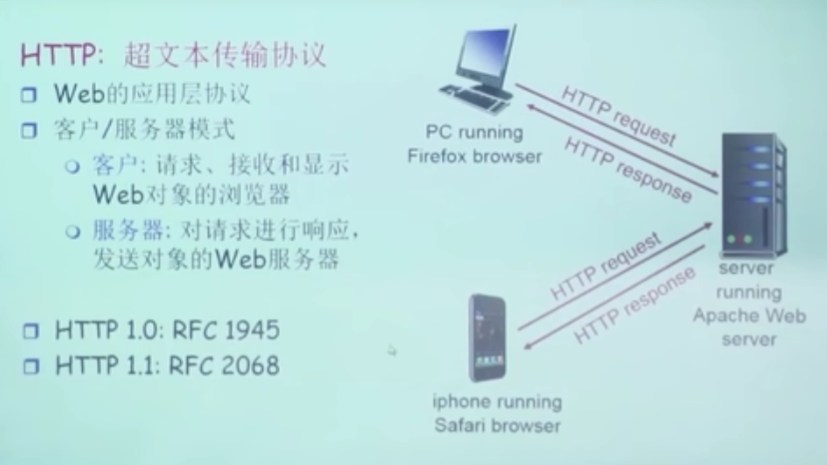 HTTP: 超文本传输协议
Web的应用层协议
客户/服务器模式
客户: 请求、接收和显示
Web对象的浏览器
服务器: 对请求进行响应,
发送对象的Web服务器
HTTP 1.0: RFC 1945
HTTP 1.1: RFC 2068
PC running
Firefox browser
HTTP request
HTTP response
server
running
Apache Web
server
HTTP request
HTTP response
iphone running
Safari browser